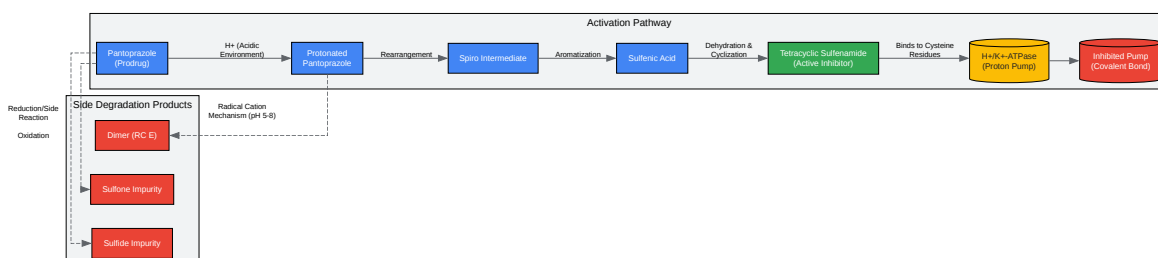 Activation Pathway
Pantoprazole
(Prodrug)
H+ (Acidic
Environment)
Protonated
Pantoprazole
Rearrangement
Spiro Intermediate
Aromatization
Sulfenic Acid
Dehydration &
Cyclization
Tetracyclic Sulfenamide
(Active Inhibitor)
Binds to Cysteine
Residues
H+/K+-ATPase
(Proton Pump)
Inhibited Pump
(Covalent Bond)
Reduction/Side
Reaction
Oxidation
Side Degradation Products
Radical Cation
Mechanism (pH 5-8)
Dimer (RC E)
Sulfone Impurity
Sulfide Impurity